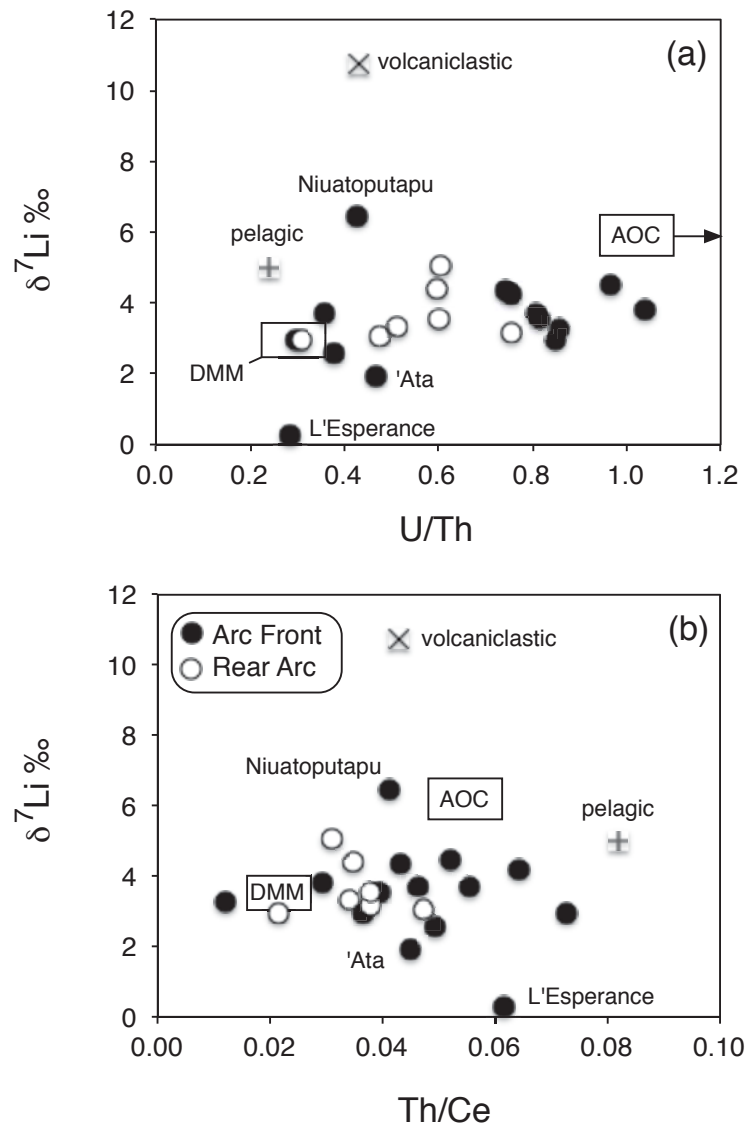 12
(a)
volcaniclastic
10
8
Niuatoputapu
pelagic
6
AOC
δ⁷Li ‰
4
DMM
2
'Ata
L'Esperance
0
0.0
0.2
0.4
0.6
0.8
1.0
1.2
U/Th
12
Arc Front
Rear Arc
(b)
volcaniclastic
10
8
Niuatoputapu
AOC
pelagic
6
δ⁷Li ‰
4
DMM
2
'Ata
L'Esperance
0
0.00
0.02
0.04
0.06
0.08
0.10
Th/Ce